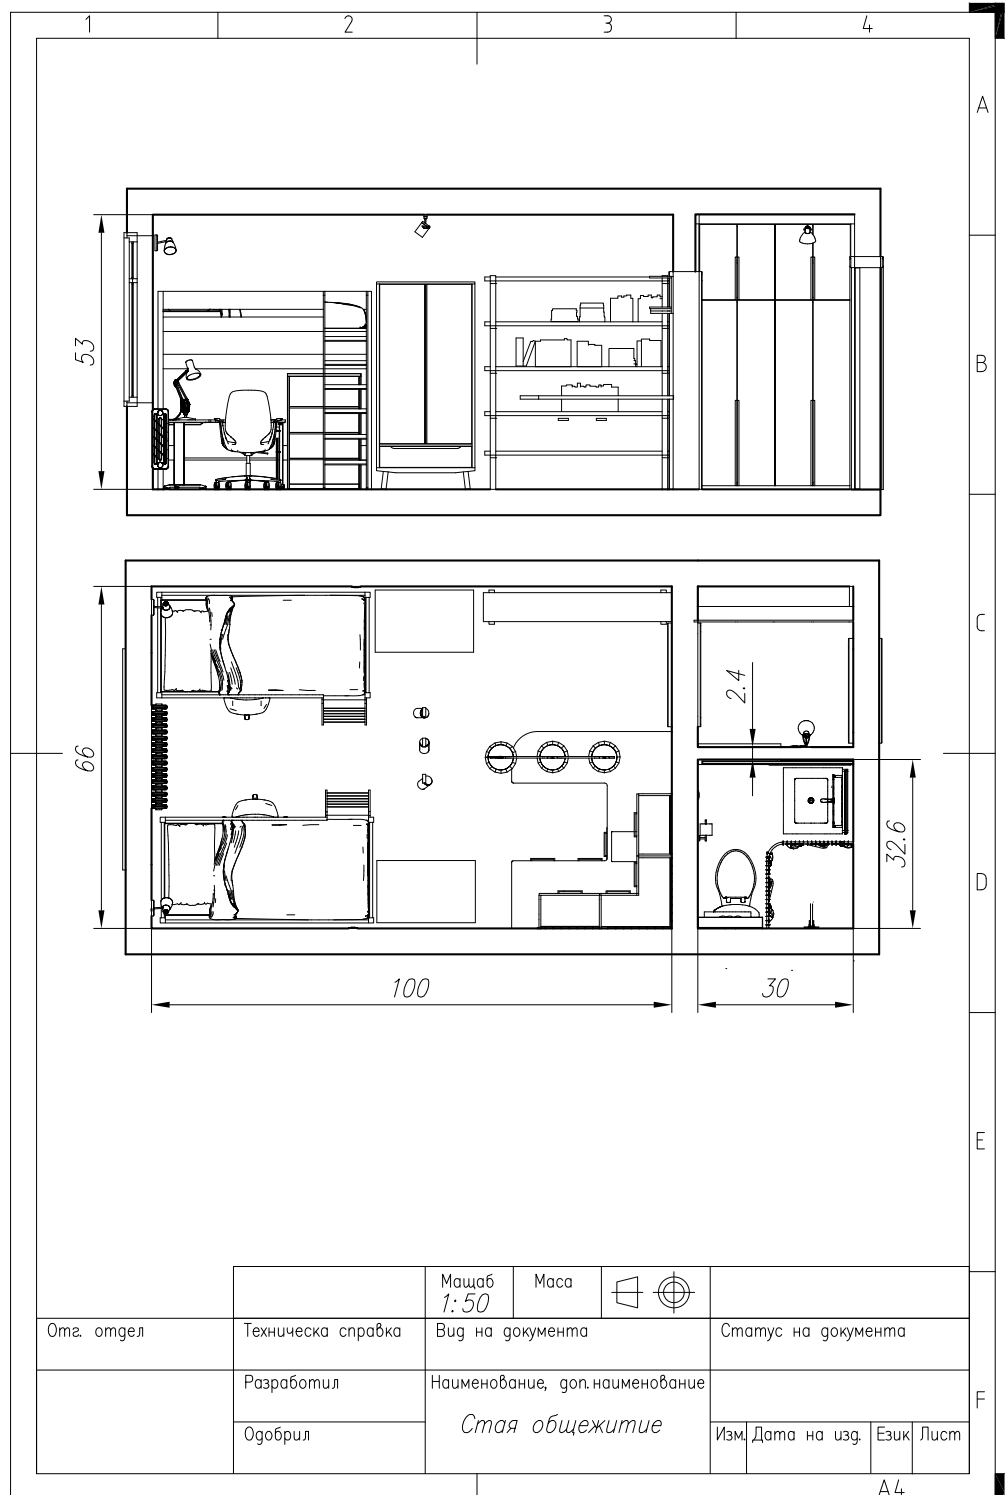 1 2 3 4
A
B
C
D
E
F
53
66
2.4
32.6
100 30
Мащаб Маса
1:50
Отг. отдел Техническа справка Вид на документа Статус на документа
Разработил Наименование, доп.наименование
Стая общежитие
Одобрил Изм. Дата на изд. Език Лист
A4